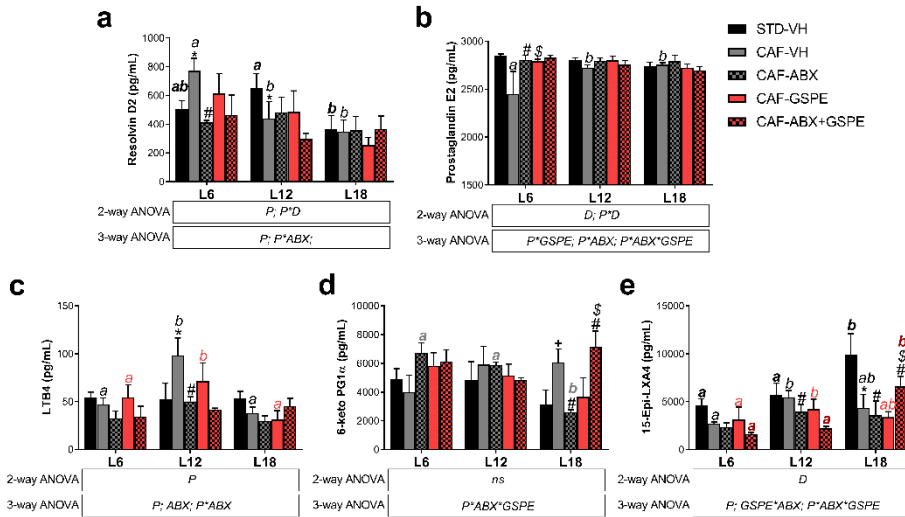 a
Resolvin D2 (pg/mL)
800
600
400
200
0
ab
a
*
#
a
b
*
b
b
L6 L12 L18
2-way ANOVA P; P*D
3-way ANOVA P; P*ABX;
b
Prostaglandin E2 (pg/mL)
3000
2500
2000
1500
a
#
$
b
b
L6 L12 L18
2-way ANOVA D; P*D
3-way ANOVA P*GSPE; P*ABX; P*ABX*GSPE
STD-VH
CAF-VH
CAF-ABX
CAF-GSPE
CAF-ABX+GSPE
c
LTB4 (pg/mL)
150
100
50
0
a
a
b
*
#
b
a
a
L6 L12 L18
2-way ANOVA P
3-way ANOVA P; ABX; P*ABX
d
6-keto PG1α (pg/mL)
10000
8000
6000
4000
2000
0
a
a
+
b
#
$
#
L6 L12 L18
2-way ANOVA ns
3-way ANOVA P*ABX*GSPE
e
15-Epi-LXA4 (pg/mL)
15000
10000
5000
0
a
a
a
a
a
b
#
b
a
b
ab
*
#
ab
b
$
#
L6 L12 L18
2-way ANOVA D
3-way ANOVA P; GSPE*ABX; P*ABX*GSPE